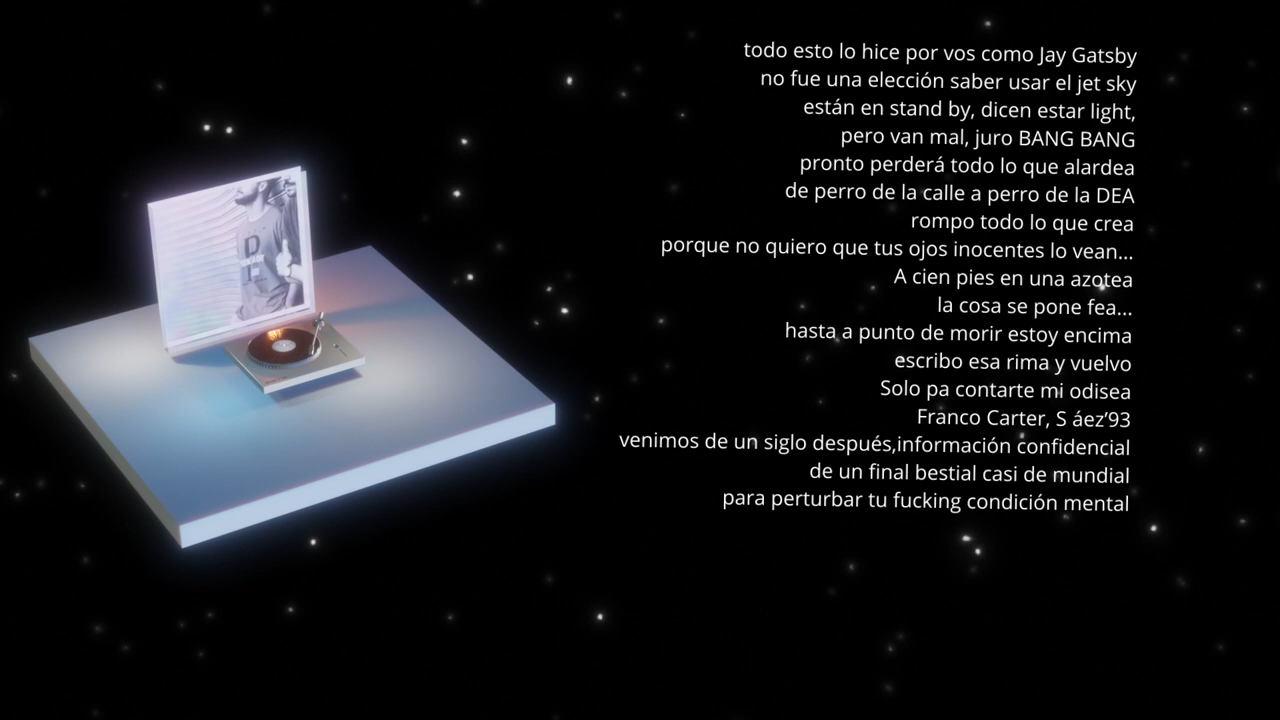 todo esto lo hice por vos como Jay Gatsby
no fue una elección saber usar el jet sky
están en stand by, dicen estar light,
pero van mal, juro BANG BANG
pronto perderá todo lo que alardea
de perro de la calle a perro de la DEA
rompo todo lo que crea
porque no quiero que tus ojos inocentes lo vean...
A cien pies en una azotea
la cosa se pone fea...
hasta a punto de morir estoy encima
escribo esa rima y vuelvo
Solo pa contarte mi odisea
Franco Carter, S áez’93
venimos de un siglo después,información confidencial
de un final bestial casi de mundial
para perturbar tu fucking condición mental